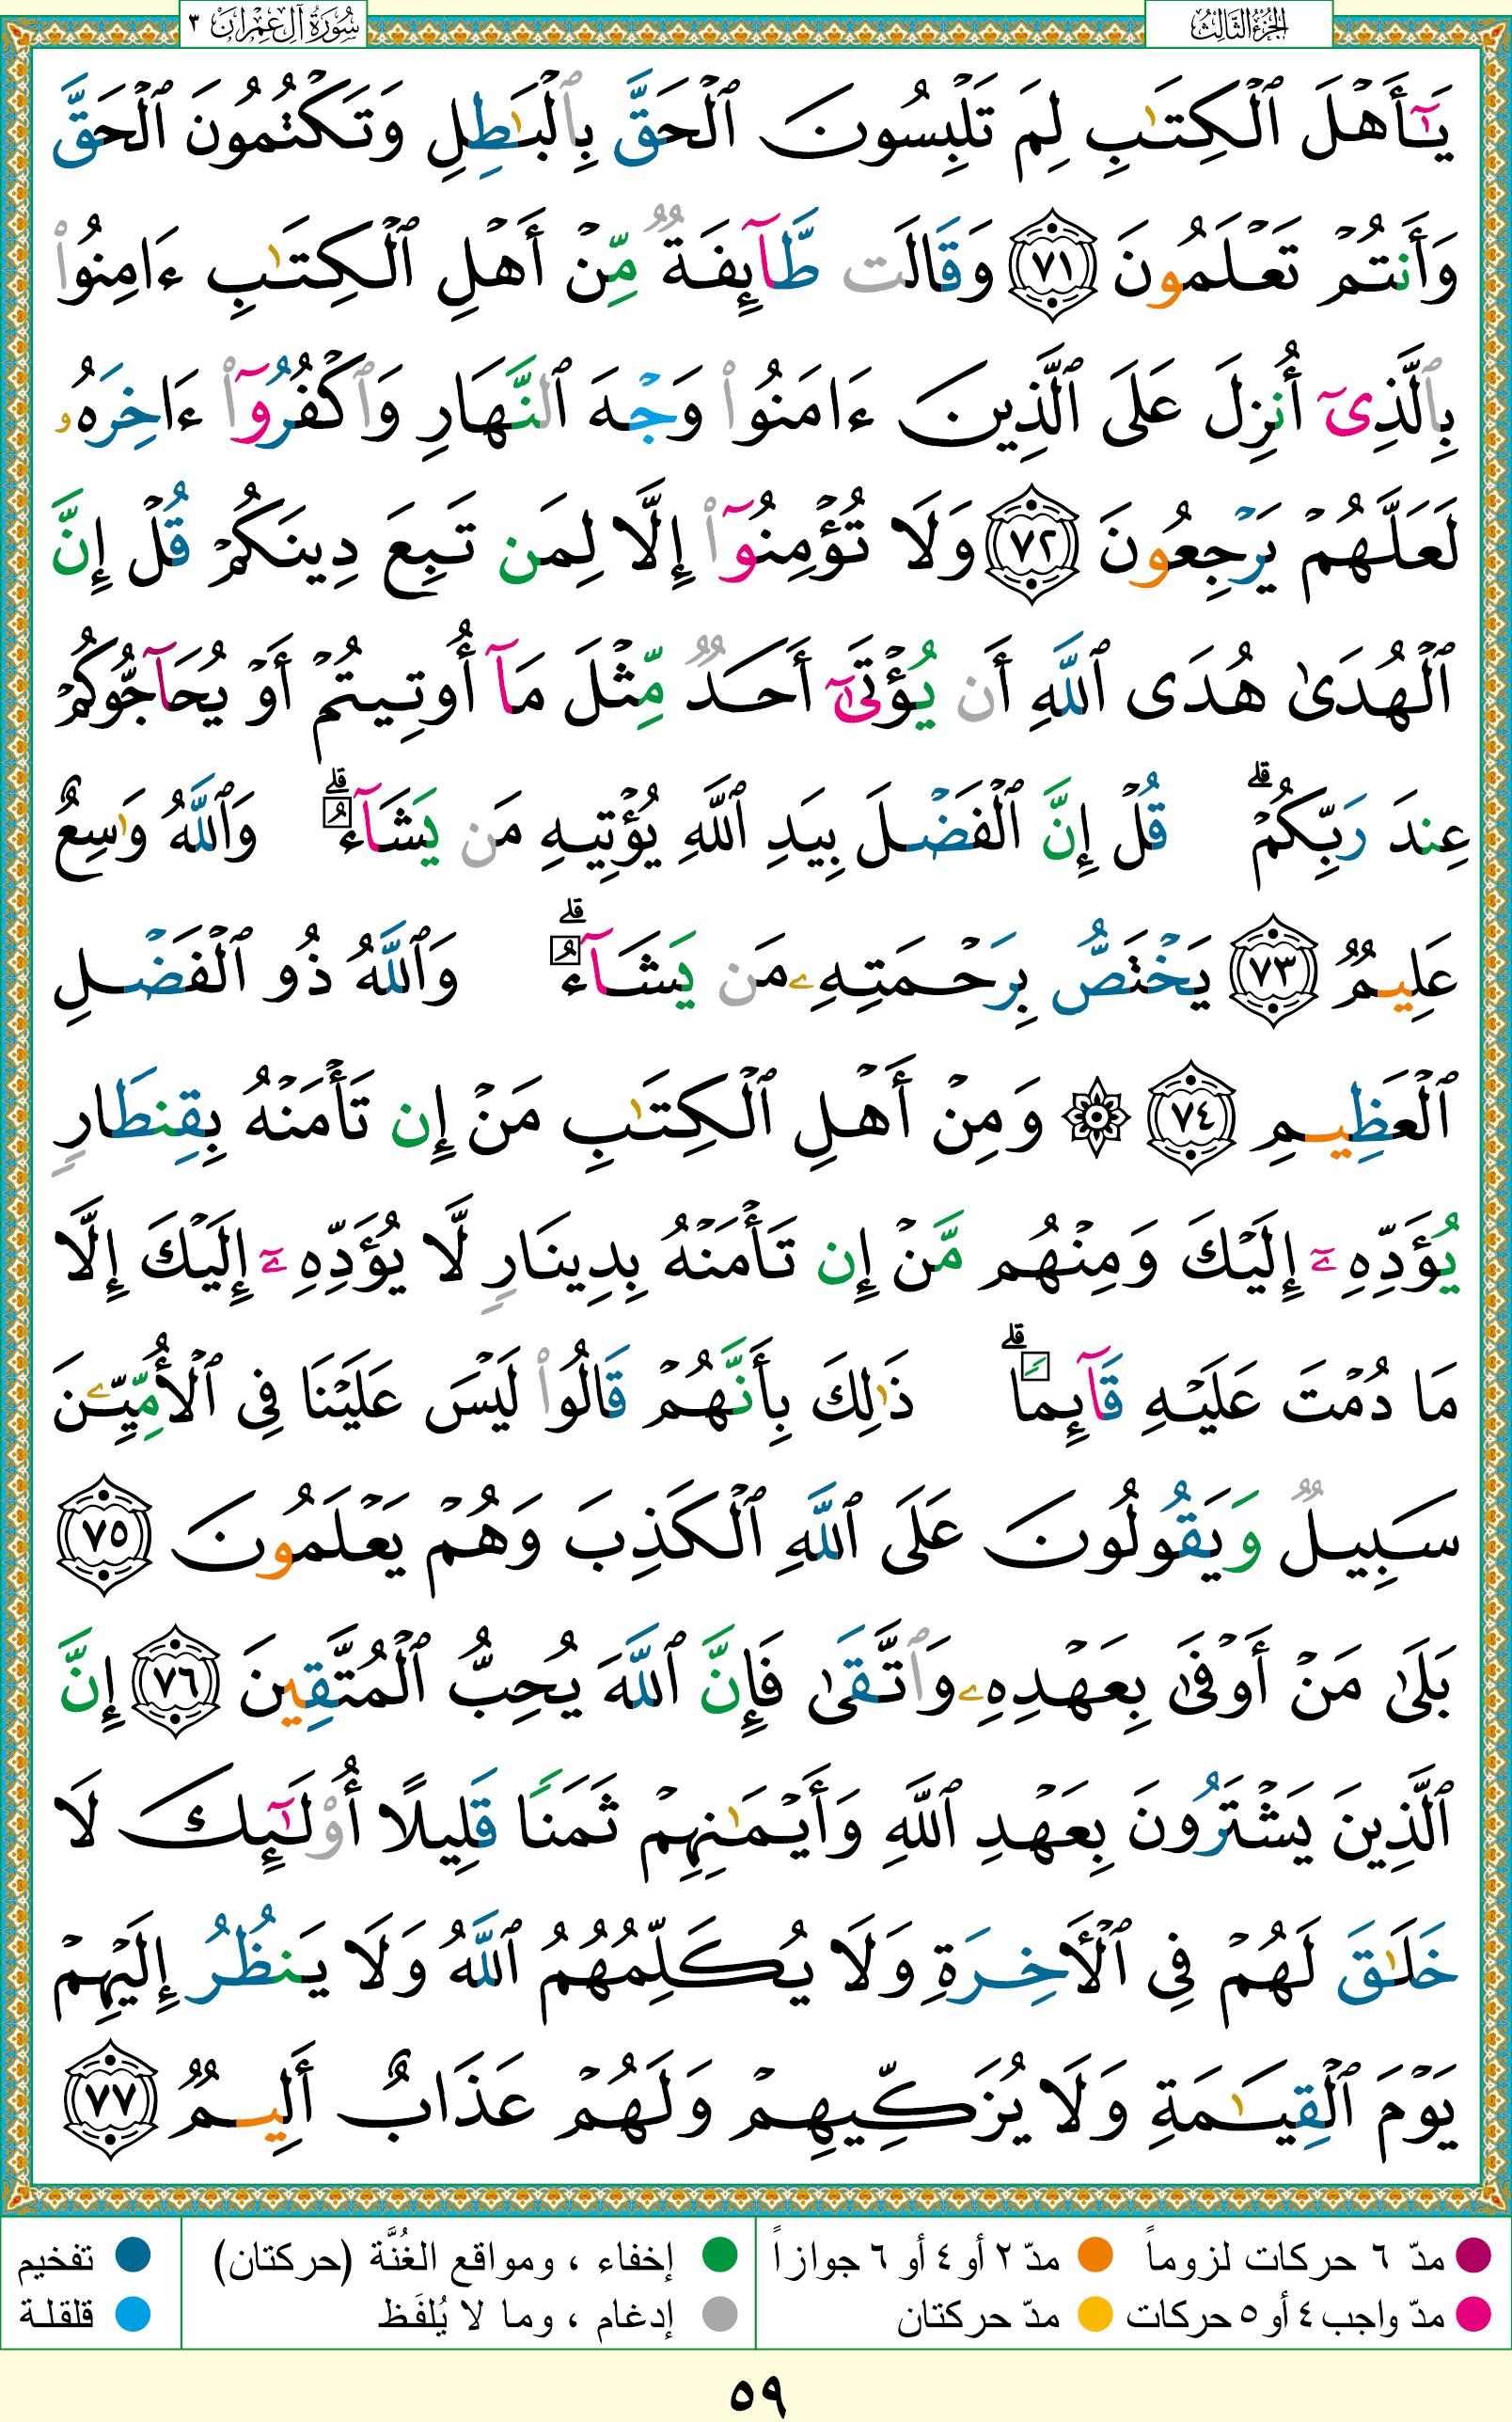 الجزء الثالث
سورة آل عمران ٣
يَٰٓأَهۡلَ ٱلۡكِتَٰبِ لِمَ تَلۡبِسُونَ ٱلۡحَقَّ بِٱلۡبَٰطِلِ وَتَكۡتُمُونَ ٱلۡحَقَّ
وَأَنتُمۡ تَعۡلَمُونَ ٧١ وَقَالَت طَّآئِفَةٞ مِّنۡ أَهۡلِ ٱلۡكِتَٰبِ ءَامِنُواْ
بِٱلَّذِيٓ أُنزِلَ عَلَى ٱلَّذِينَ ءَامَنُواْ وَجۡهَ ٱلنَّهَارِ وَٱكۡفُرُوٓاْ ءَاخِرَهُۥ
لَعَلَّهُمۡ يَرۡجِعُونَ ٧٢ وَلَا تُؤۡمِنُوٓاْ إِلَّا لِمَن تَبِعَ دِينَكُمۡ قُلۡ إِنَّ
ٱلۡهُدَىٰ هُدَى ٱللَّهِ أَن يُؤۡتَىٰٓ أَحَدٞ مِّثۡلَ مَآ أُوتِيتُمۡ أَوۡ يُحَآجُّوكُمۡ
عِندَ رَبِّكُمۡۗ قُلۡ إِنَّ ٱلۡفَضۡلَ بِيَدِ ٱللَّهِ يُؤۡتِيهِ مَن يَشَآءُۗ وَٱللَّهُ وَٰسِعٌ
عَلِيمٞ ٧٣ يَخۡتَصُّ بِرَحۡمَتِهِۦ مَن يَشَآءُۗ وَٱللَّهُ ذُو ٱلۡفَضۡلِ
ٱلۡعَظِيمِ ٧٤ ۞ وَمِنۡ أَهۡلِ ٱلۡكِتَٰبِ مَنۡ إِن تَأۡمَنۡهُ بِقِنطَارٖ
يُؤَدِّهِۦٓ إِلَيۡكَ وَمِنۡهُم مَّنۡ إِن تَأۡمَنۡهُ بِدِينَارٖ لَّا يُؤَدِّهِۦٓ إِلَيۡكَ إِلَّا
مَا دُمۡتَ عَلَيۡهِ قَآئِمٗاۗ ذَٰلِكَ بِأَنَّهُمۡ قَالُواْ لَيۡسَ عَلَيۡنَا فِي ٱلۡأُمِّيِّـۧنَ
سَبِيلٞ وَيَقُولُونَ عَلَى ٱللَّهِ ٱلۡكَذِبَ وَهُمۡ يَعۡلَمُونَ ٧٥
بَلَىٰ مَنۡ أَوۡفَىٰ بِعَهۡدِهِۦ وَٱتَّقَىٰ فَإِنَّ ٱللَّهَ يُحِبُّ ٱلۡمُتَّقِينَ ٧٦ إِنَّ
ٱلَّذِينَ يَشۡتَرُونَ بِعَهۡدِ ٱللَّهِ وَأَيۡمَٰنِهِمۡ ثَمَنٗا قَلِيلًا أُوْلَٰٓئِكَ لَا
خَلَٰقَ لَهُمۡ فِي ٱلۡأٓخِرَةِ وَلَا يُكَلِّمُهُمُ ٱللَّهُ وَلَا يَنظُرُ إِلَيۡهِمۡ
يَوۡمَ ٱلۡقِيَٰمَةِ وَلَا يُزَكِّيهِمۡ وَلَهُمۡ عَذَابٌ أَلِيمٞ ٧٧
مدّ ٦ حركات لزوماً مدّ ٢ أو ٤ أو ٦ جوازاً إخفاء ، ومواقع الغُنَّة (حركتان) تفخيم
مدّ واجب ٤ أو ٥ حركات مدّ حركتان إدغام ، وما لا يُلفَظ قلقلة
٥٩